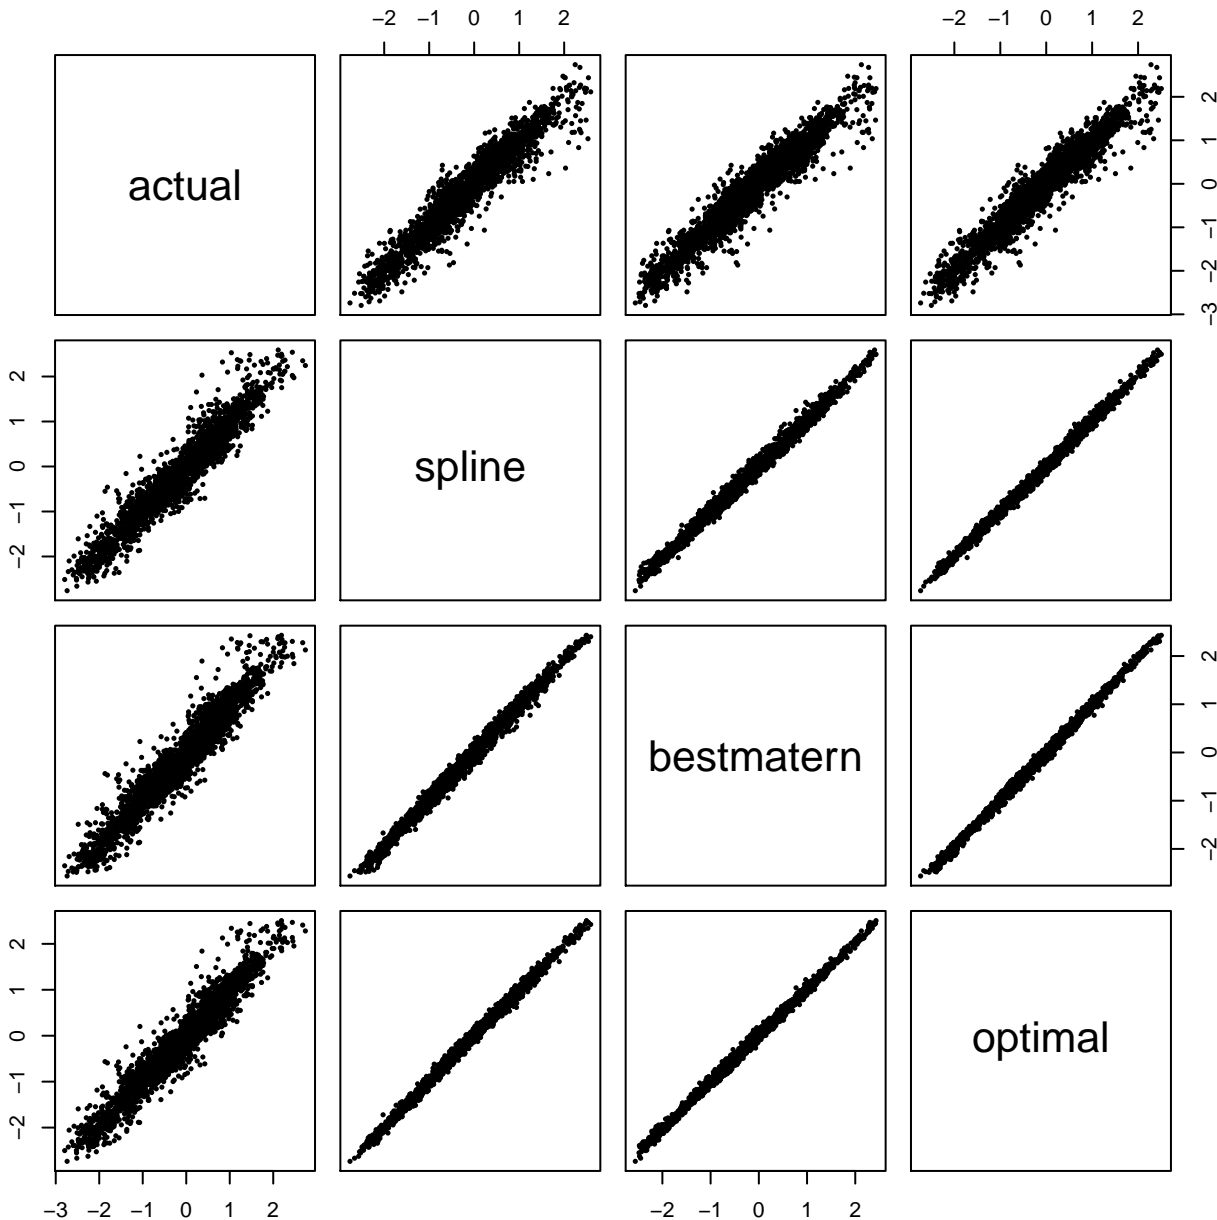 −2 −1 0 1 2 −2 −1 0 1 2
actual
−3 −2 −1 0 1 2
−2 −1 0 1 2
spline
bestmatern
−2 −1 0 1 2
−2 −1 0 1 2
optimal
−3 −2 −1 0 1 2 −2 −1 0 1 2